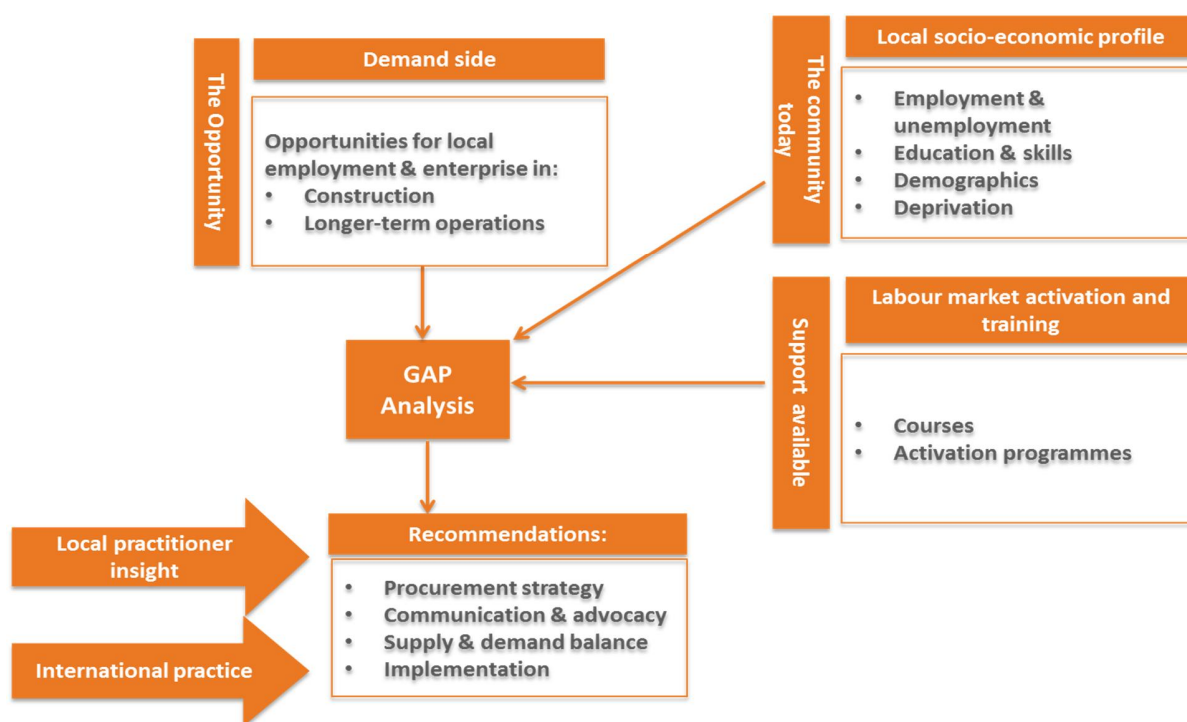 The Opportunity
Demand side
Opportunities for local
employment & enterprise in:
• Construction
• Longer-term operations
The community
today
Local socio-economic profile
• Employment &
unemployment
• Education & skills
• Demographics
• Deprivation
Support available
Labour market activation and
training
• Courses
• Activation programmes
GAP
Analysis
Local practitioner
insight
International practice
Recommendations:
• Procurement strategy
• Communication & advocacy
• Supply & demand balance
• Implementation